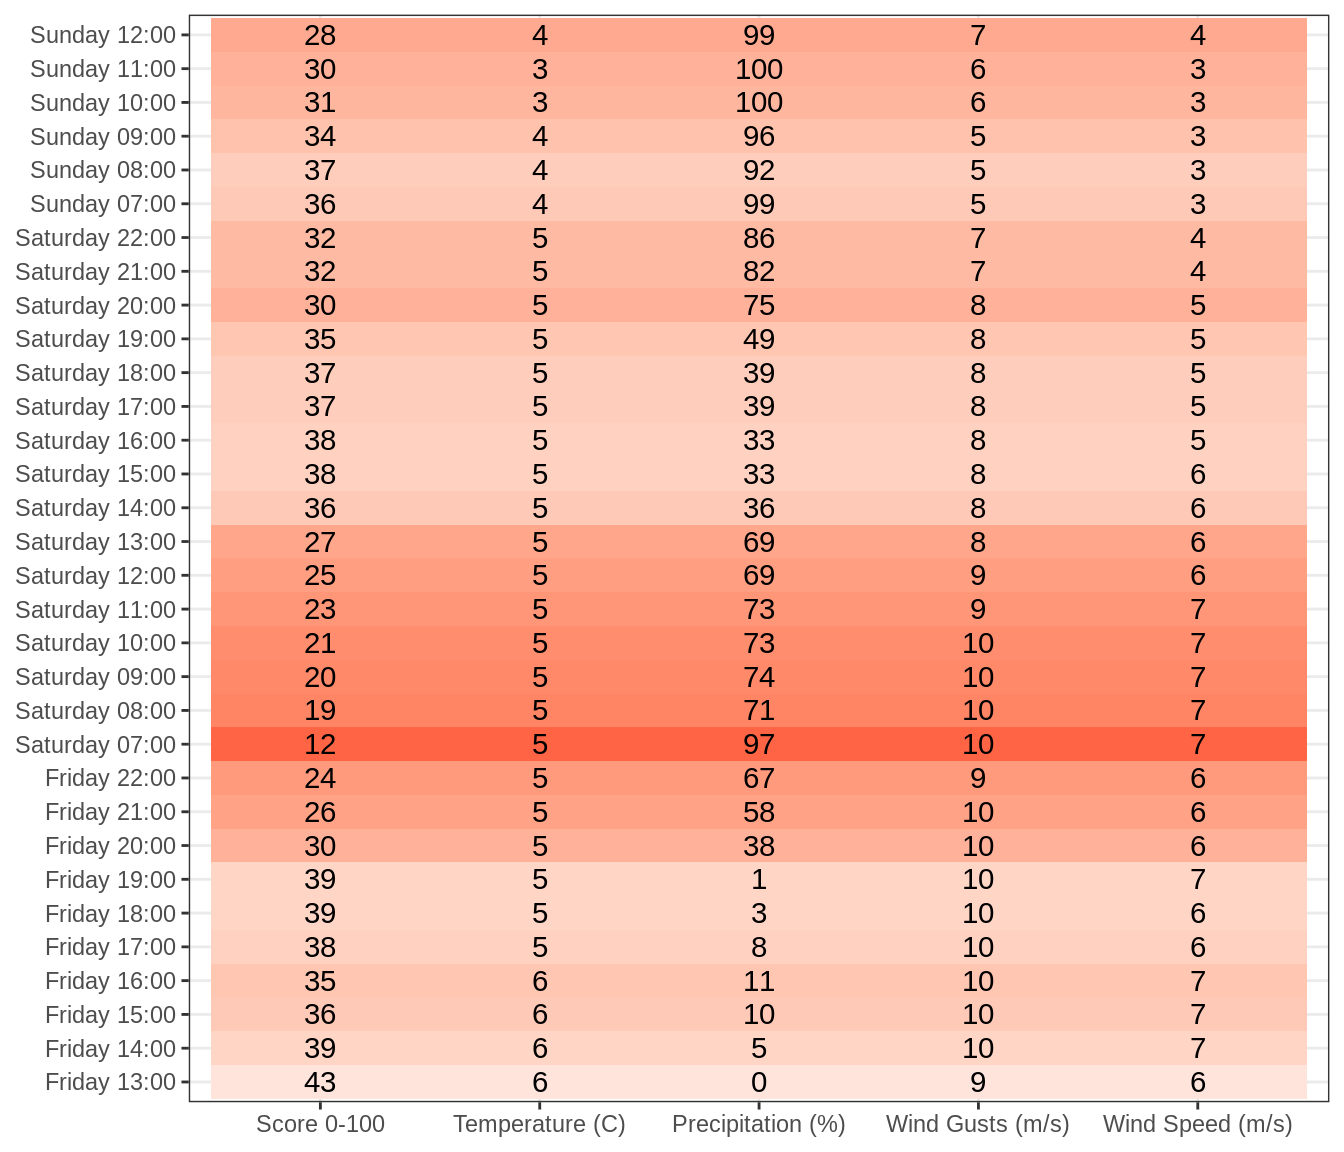 Sunday 12:00 28 4 99 7 4
Sunday 11:00 30 3 100 6 3
Sunday 10:00 31 3 100 6 3
Sunday 09:00 34 4 96 5 3
Sunday 08:00 37 4 92 5 3
Sunday 07:00 36 4 99 5 3
Saturday 22:00 32 5 86 7 4
Saturday 21:00 32 5 82 7 4
Saturday 20:00 30 5 75 8 5
Saturday 19:00 35 5 49 8 5
Saturday 18:00 37 5 39 8 5
Saturday 17:00 37 5 39 8 5
Saturday 16:00 38 5 33 8 5
Saturday 15:00 38 5 33 8 6
Saturday 14:00 36 5 36 8 6
Saturday 13:00 27 5 69 8 6
Saturday 12:00 25 5 69 9 6
Saturday 11:00 23 5 73 9 7
Saturday 10:00 21 5 73 10 7
Saturday 09:00 20 5 74 10 7
Saturday 08:00 19 5 71 10 7
Saturday 07:00 12 5 97 10 7
Friday 22:00 24 5 67 9 6
Friday 21:00 26 5 58 10 6
Friday 20:00 30 5 38 10 6
Friday 19:00 39 5 1 10 7
Friday 18:00 39 5 3 10 6
Friday 17:00 38 5 8 10 6
Friday 16:00 35 6 11 10 7
Friday 15:00 36 6 10 10 7
Friday 14:00 39 6 5 10 7
Friday 13:00 43 6 0 9 6
Score 0-100 Temperature (C) Precipitation (%) Wind Gusts (m/s) Wind Speed (m/s)